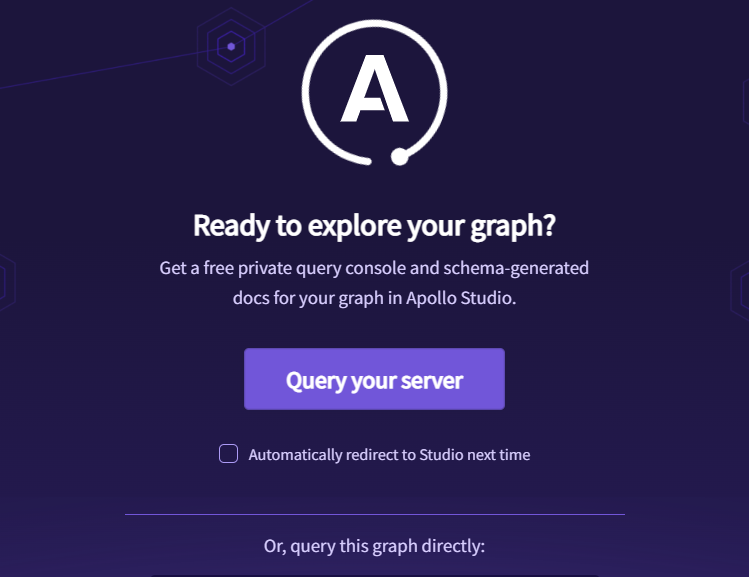 A
Ready to explore your graph?
Get a free private query console and schema-generated
docs for your graph in Apollo Studio.
Query your server
Automatically redirect to Studio next time
Or, query this graph directly: